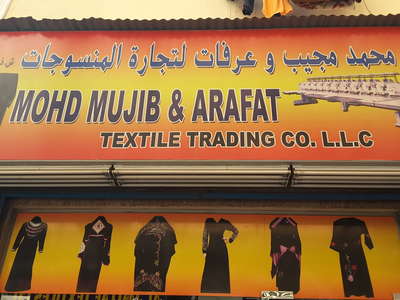 محمد مجيب و عرفات لتجارة المنسوجات
MOHD MUJIB & ARAFAT
TEXTILE TRADING CO. L.L.C